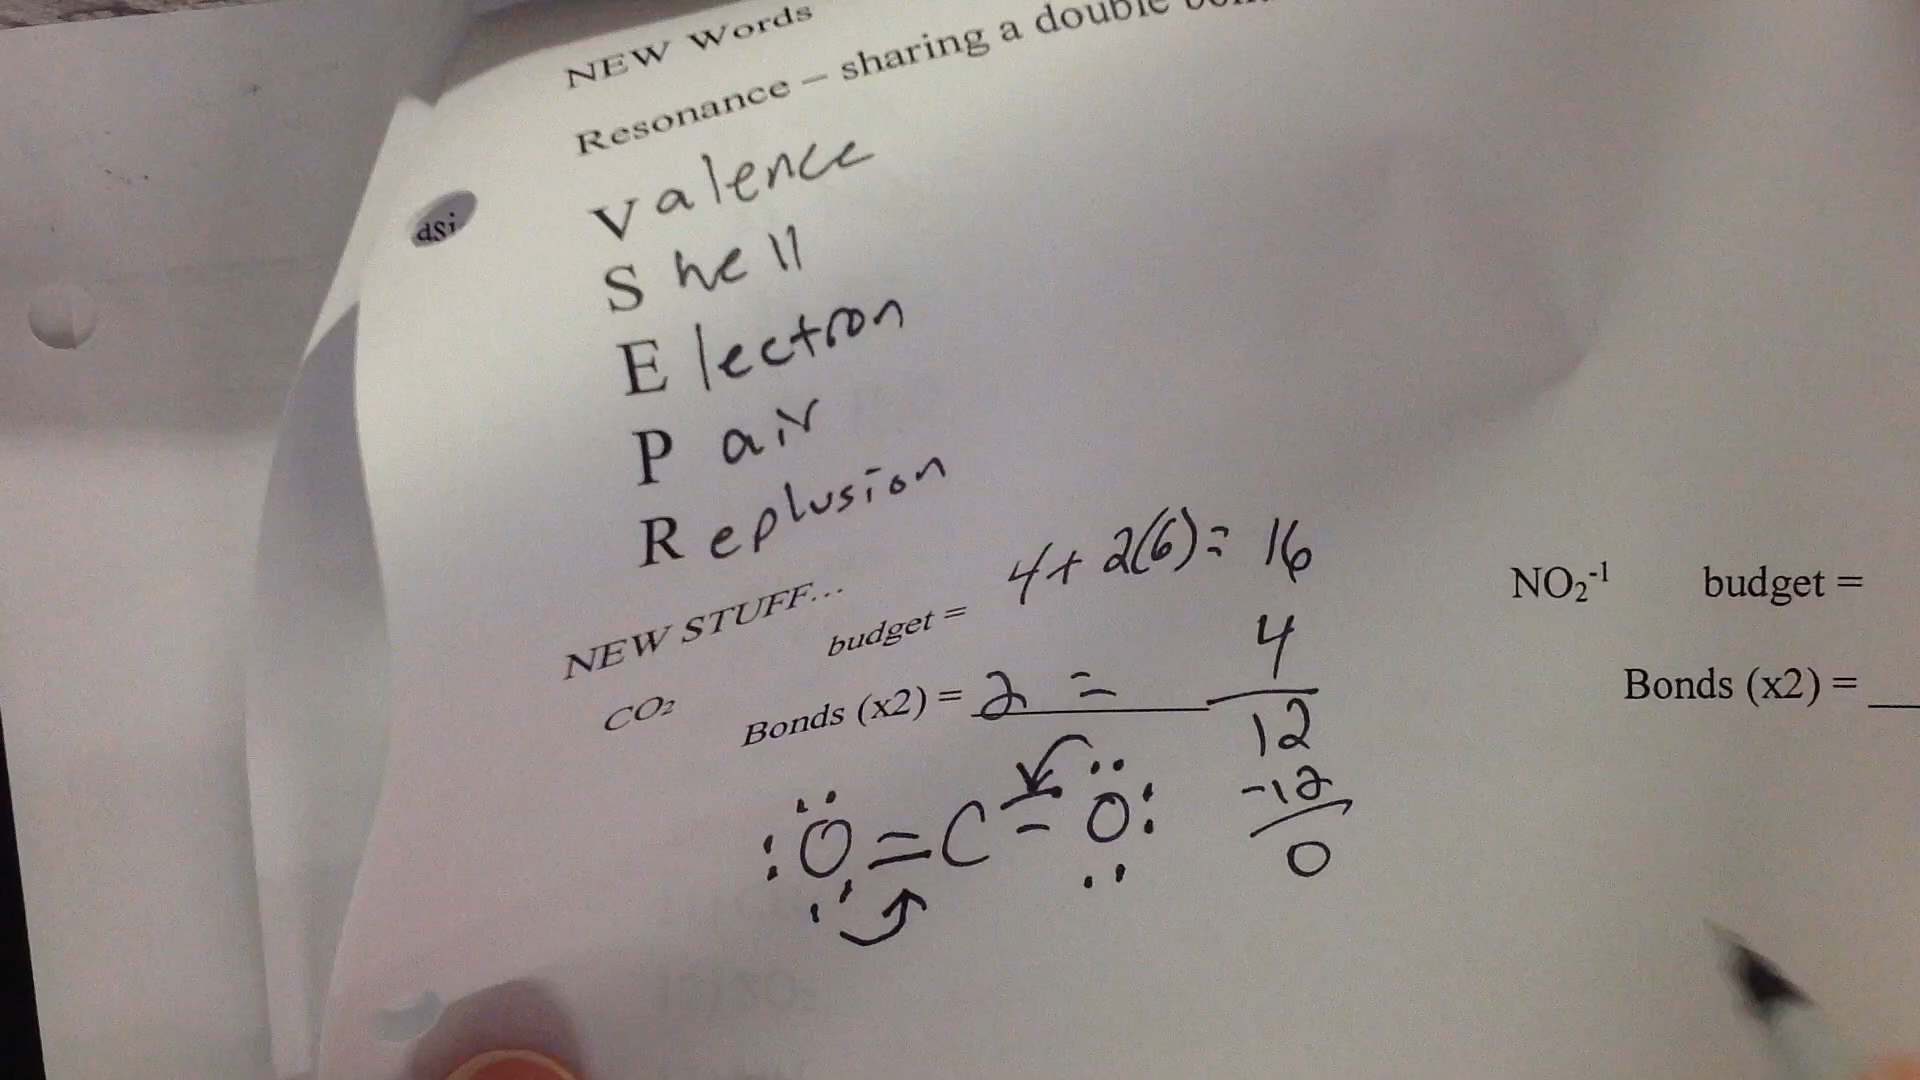 NEW Words
Resonance – sharing a double
Valence
Shell
Electron
Pair
Replusion
NEW STUFF...
CO₂ budget = 4 + 2(6) = 16
Bonds (x2) = 2 = 4
12
-12
0
:O=C=O:
NO₂⁻¹ budget =
Bonds (x2) = __